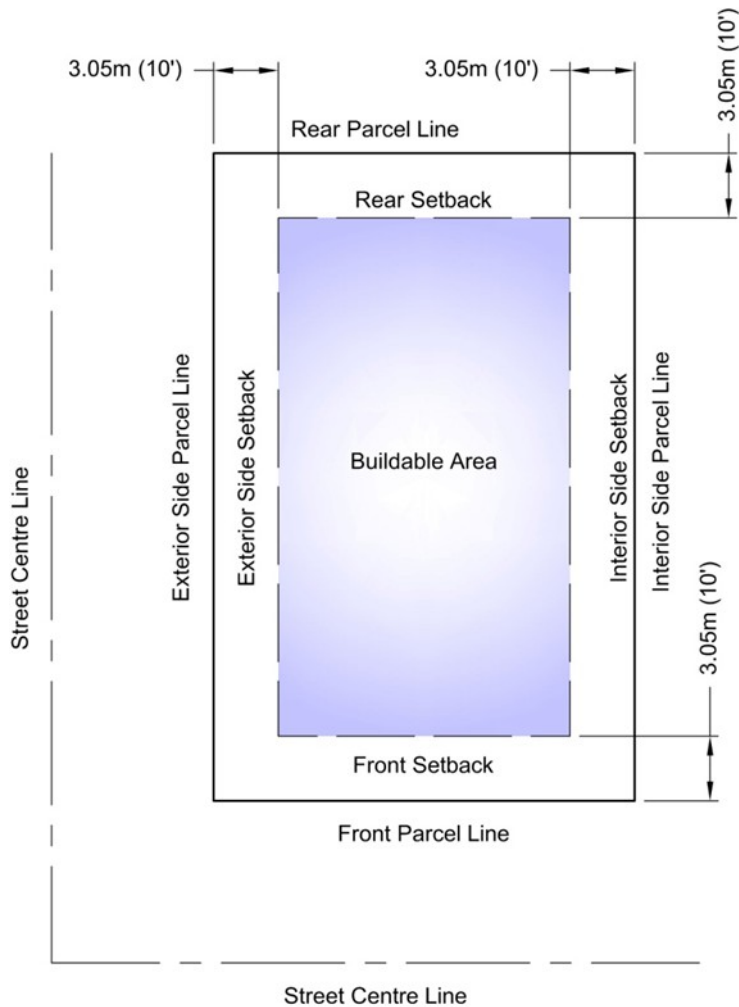 3.05m (10')
3.05m (10')
3.05m (10')
Rear Parcel Line
Rear Setback
Street Centre Line
Exterior Side Parcel Line
Exterior Side Setback
Buildable Area
Interior Side Setback
Interior Side Parcel Line
3.05m (10')
Front Setback
Front Parcel Line
Street Centre Line